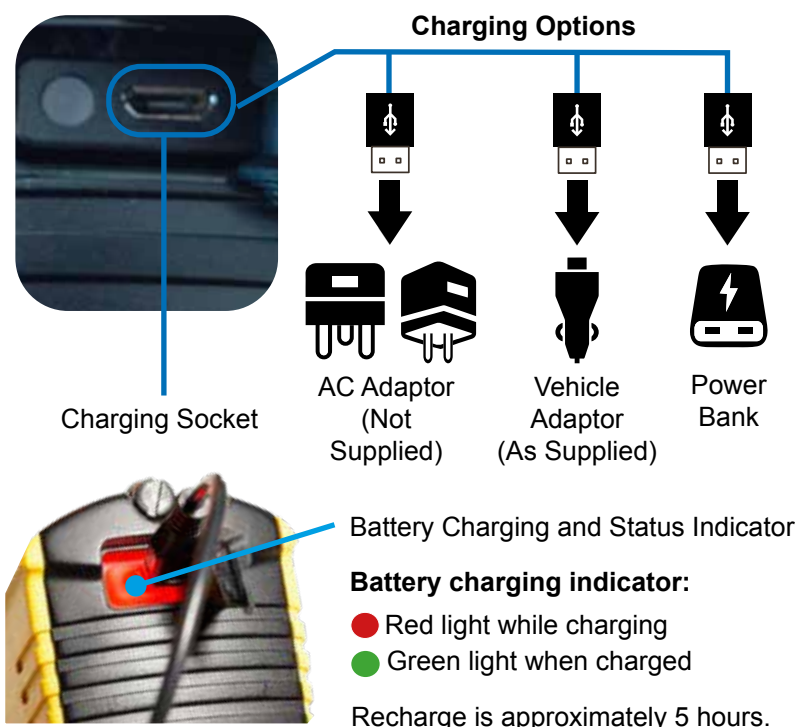 Charging Options
Charging Socket
AC Adaptor
(Not
Supplied)
Vehicle
Adaptor
(As Supplied)
Power
Bank
Battery Charging and Status Indicator
Battery charging indicator:
Red light while charging
Green light when charged
Recharge is approximately 5 hours.